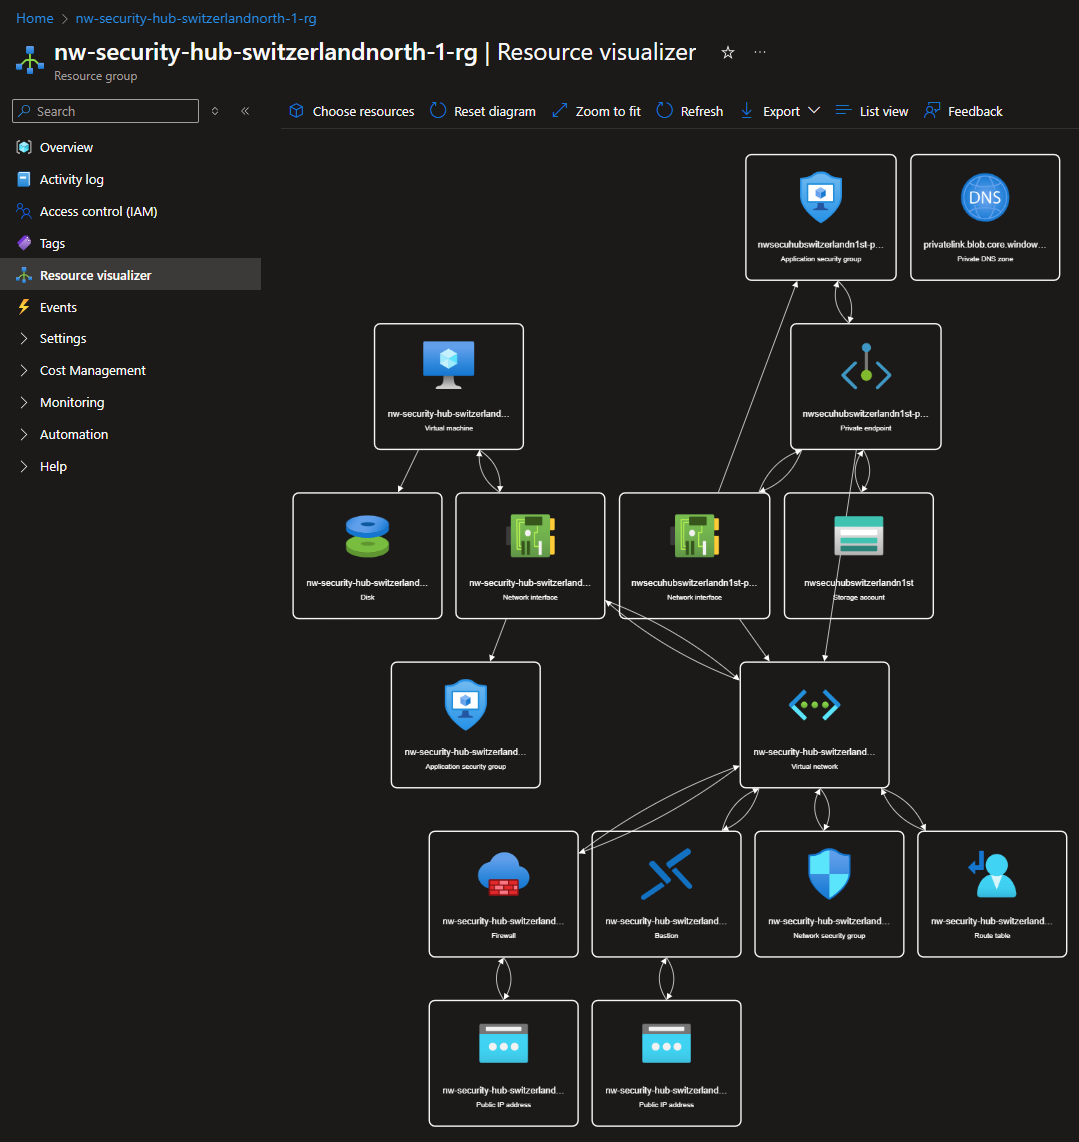 Home > nw-security-hub-switzerlandnorth-1-rg
nw-security-hub-switzerlandnorth-1-rg | Resource visualizer
Resource group
Search
Choose resources
Reset diagram
Zoom to fit
Refresh
Export
List view
Feedback
Overview
Activity log
Access control (IAM)
Tags
Resource visualizer
Events
Settings
Cost Management
Monitoring
Automation
Help
nwsecuhubswitzerlandn1st-p...
Application security group
DNS
privatelink.blob.core.window...
Private DNS zone
nw-security-hub-switzerland...
Virtual machine
nwsecuhubswitzerlandn1st-p...
Private endpoint
nw-security-hub-switzerland...
Disk
nw-security-hub-switzerland...
Network interface
nwsecuhubswitzerlandn1st-p...
Network interface
nwsecuhubswitzerlandn1st
Storage account
nw-security-hub-switzerland...
Application security group
nw-security-hub-switzerland...
Virtual network
nw-security-hub-switzerland...
Firewall
nw-security-hub-switzerland...
Bastion
nw-security-hub-switzerland...
Network security group
nw-security-hub-switzerland...
Route table
nw-security-hub-switzerland...
Public IP address
nw-security-hub-switzerland...
Public IP address